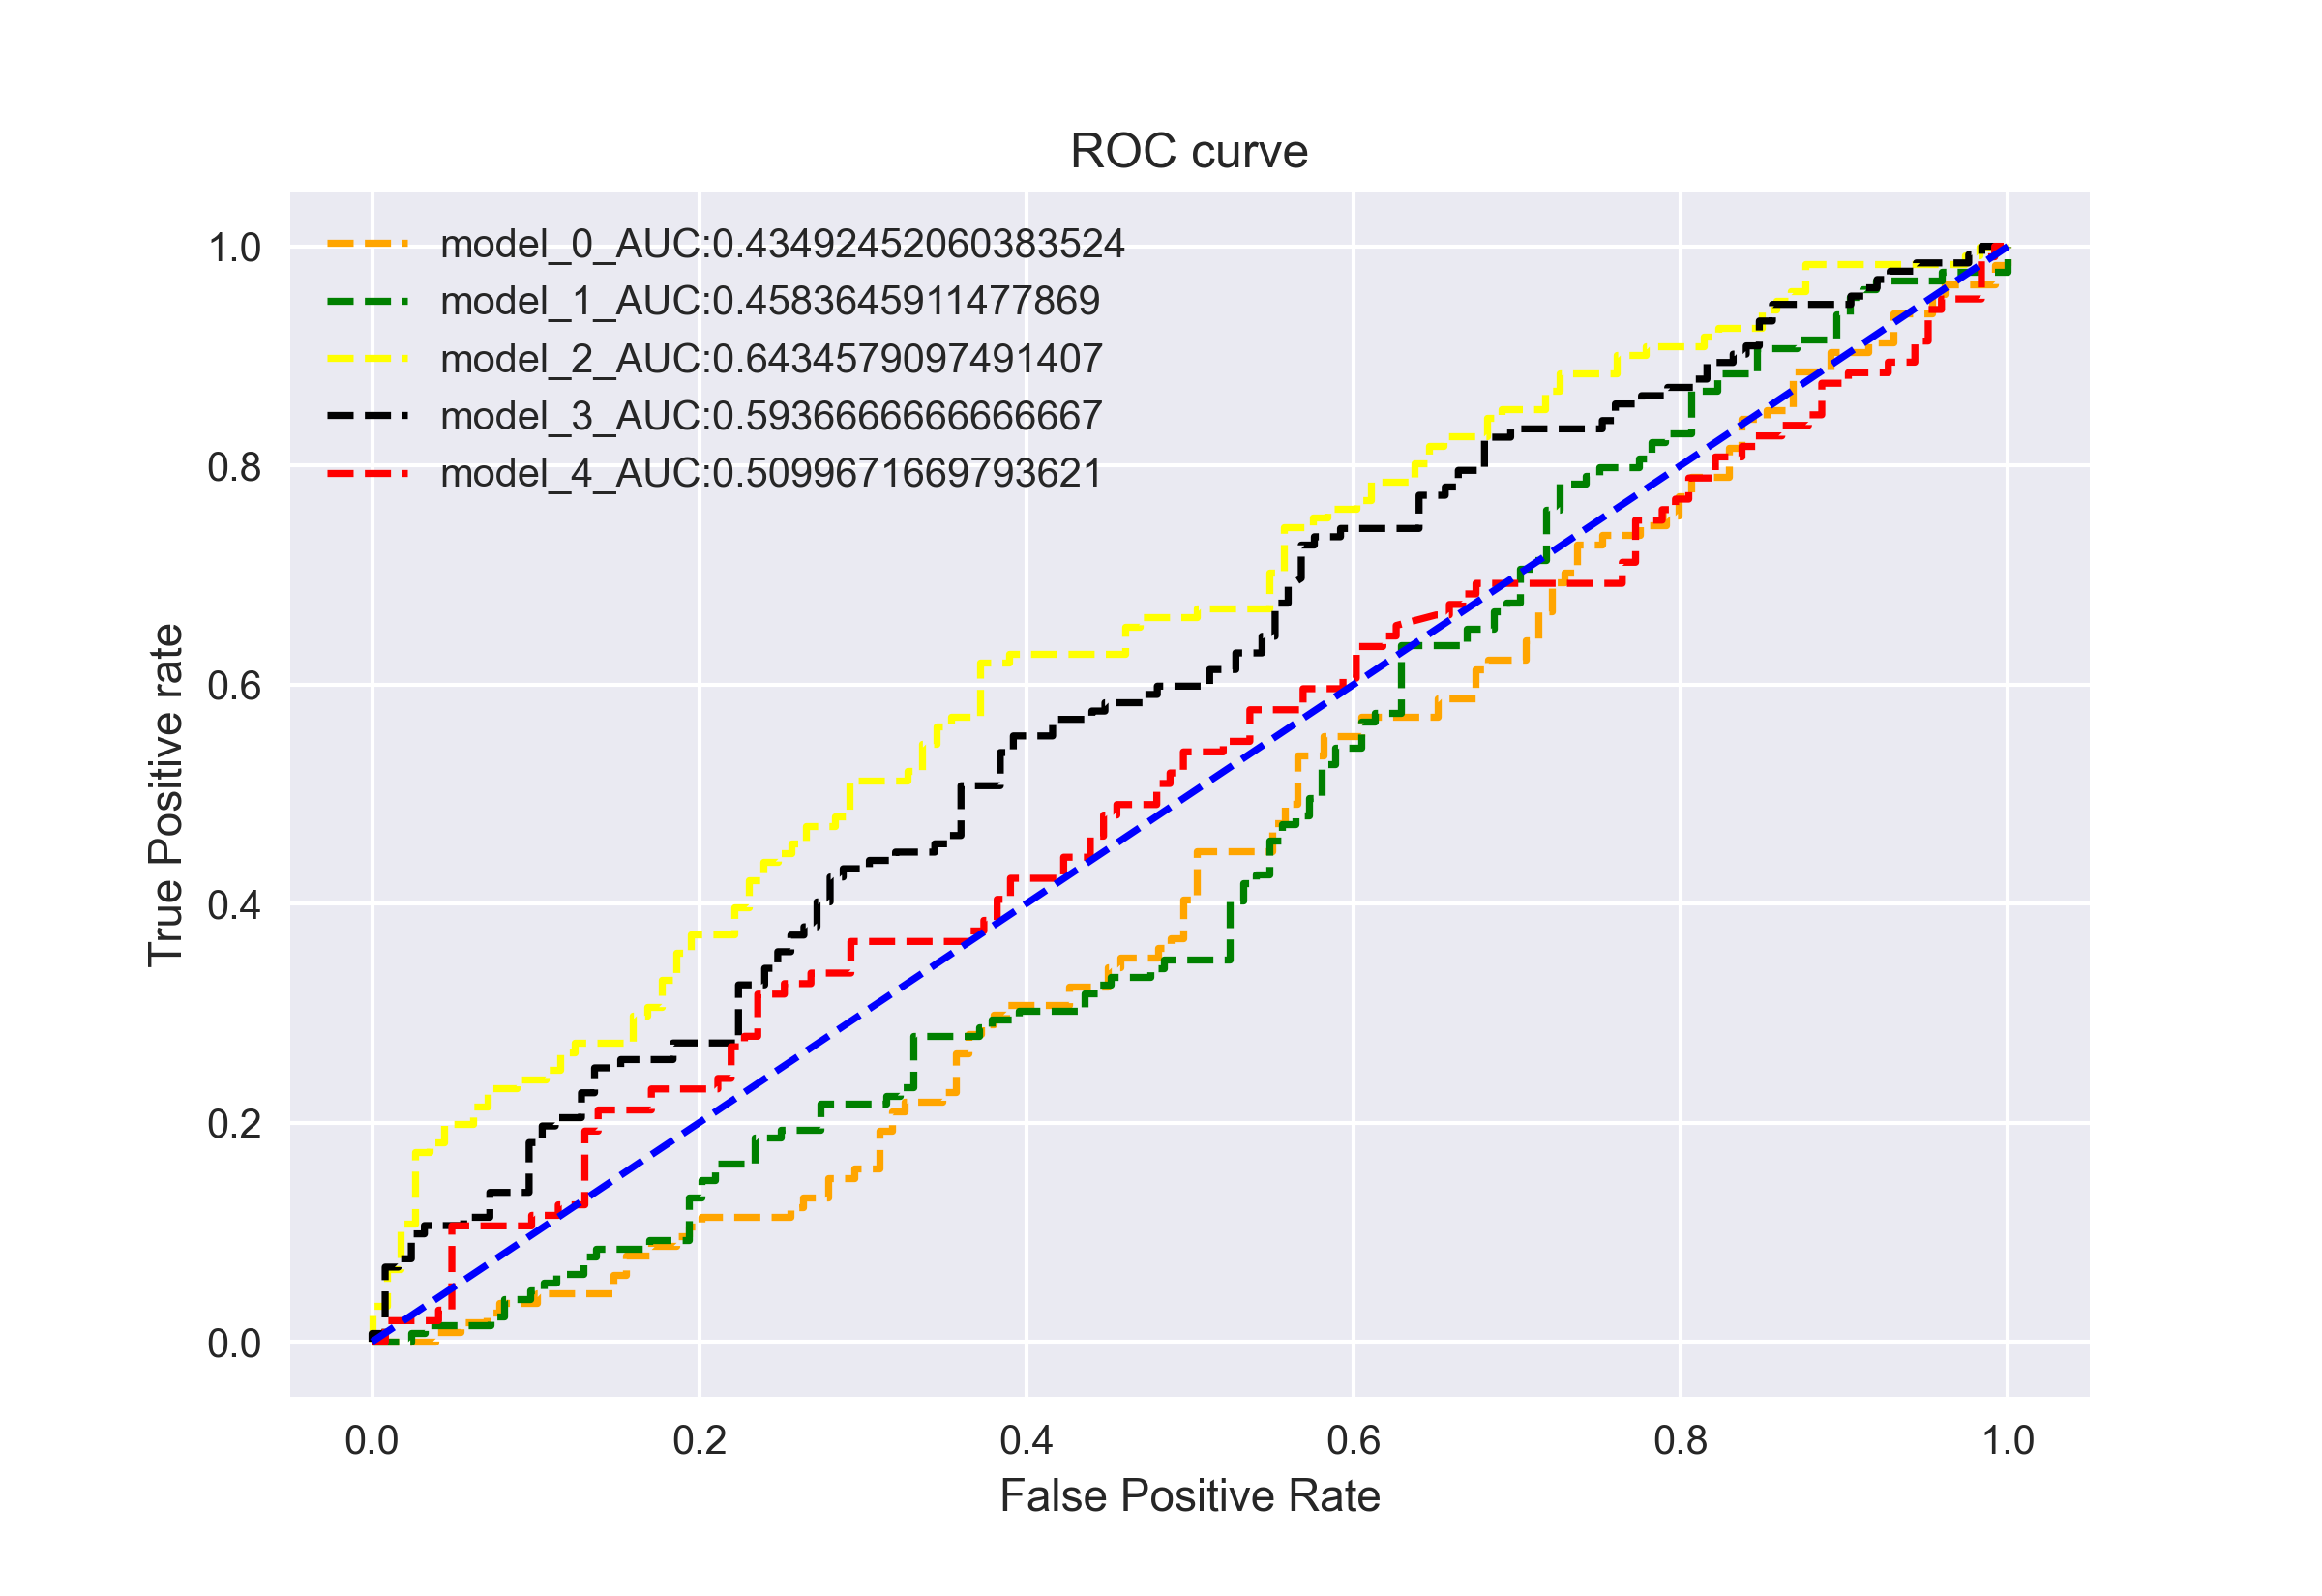 ROC curve
model_0_AUC:0.43492452060383524
model_1_AUC:0.4583645911477869
model_2_AUC:0.6434579097491407
model_3_AUC:0.5936666666666667
model_4_AUC:0.5099671669793621
1.0
0.8
0.6
0.4
0.2
0.0
True Positive rate
0.0 0.2 0.4 0.6 0.8 1.0
False Positive Rate